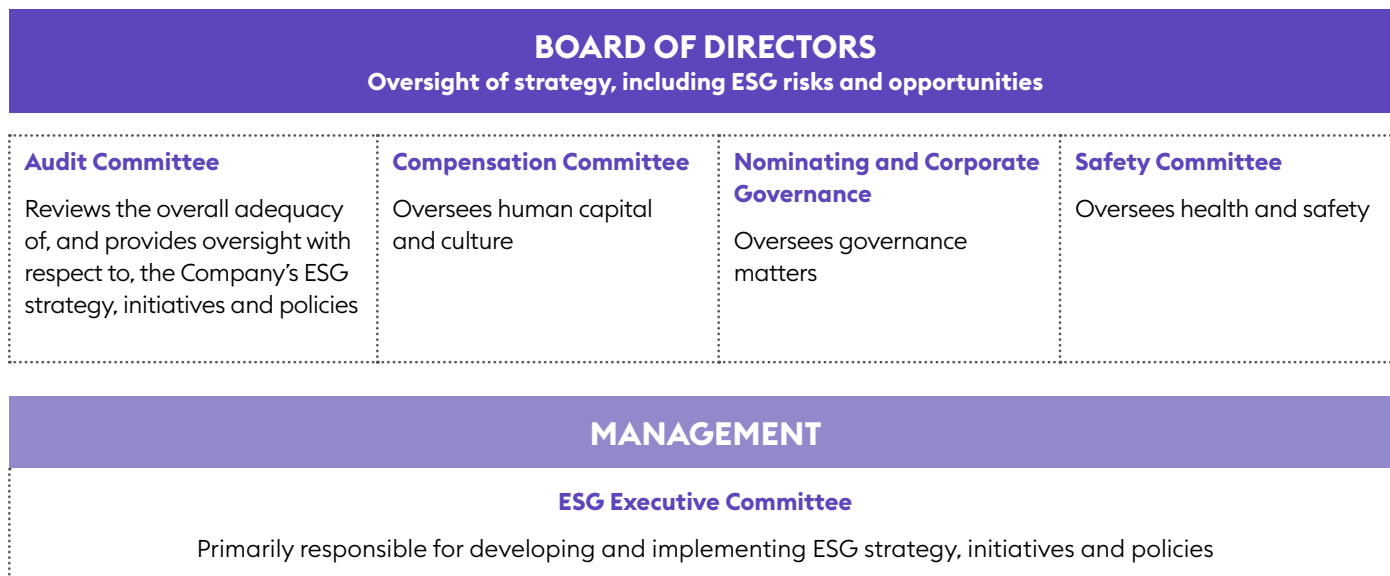 BOARD OF DIRECTORS
Oversight of strategy, including ESG risks and opportunities
Audit Committee
Reviews the overall adequacy
of, and provides oversight with
respect to, the Company’s ESG
strategy, initiatives and policies
Compensation Committee
Oversees human capital
and culture
Nominating and Corporate
Governance
Oversees governance
matters
Safety Committee
Oversees health and safety
MANAGEMENT
ESG Executive Committee
Primarily responsible for developing and implementing ESG strategy, initiatives and policies